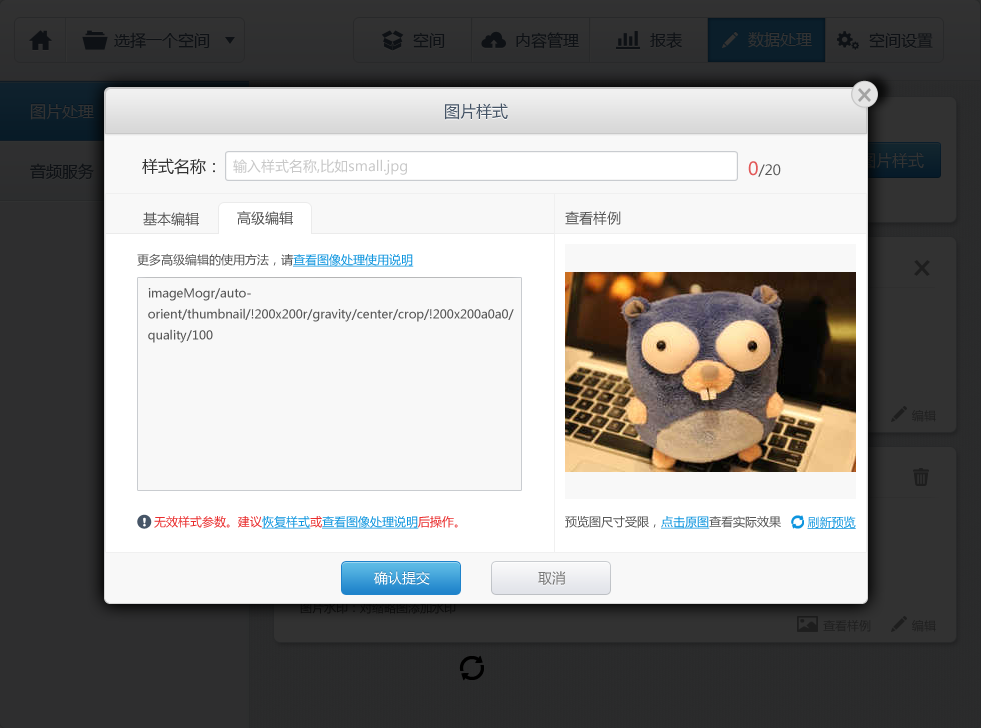 选择一个空间
空间
内容管理
报表
数据处理
空间设置
图片处理
音频服务
图片样式
图片样式
样式名称：
输入样式名称,比如small.jpg
0/20
基本编辑
高级编辑
查看样例
更多高级编辑的使用方法，请查看图像处理使用说明
imageMogr/auto-
orient/thumbnail/!200x200r/gravity/center/crop/!200x200a0a0/
quality/100
无效样式参数。建议恢复样式或查看图像处理说明后操作。
预览图尺寸受限，点击原图查看实际效果
刷新预览
编辑
确认提交
取消
查看样例
编辑